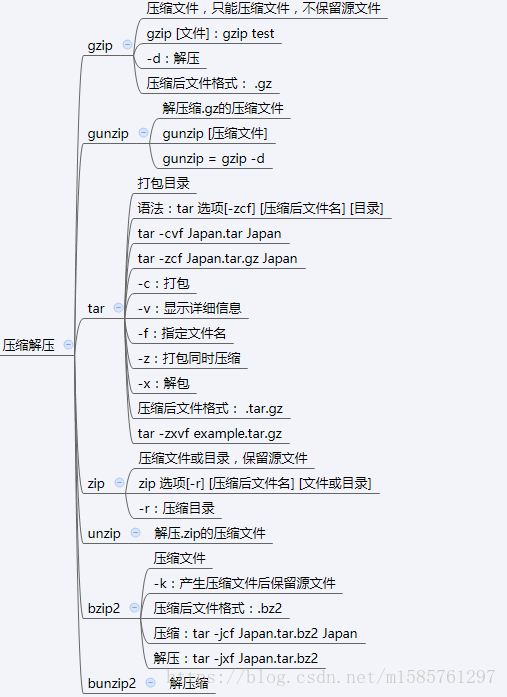 压缩解压
gzip
压缩文件，只能压缩文件，不保留源文件
gzip [文件]：gzip test
-d：解压
压缩后文件格式： .gz
gunzip
解压缩.gz的压缩文件
gunzip [压缩文件]
gunzip = gzip -d
tar
打包目录
语法：tar 选项[-zcf] [压缩后文件名] [目录]
tar -cvf Japan.tar Japan
tar -zcf Japan.tar.gz Japan
-c：打包
-v：显示详细信息
-f：指定文件名
-z：打包同时压缩
-x：解包
压缩后文件格式： .tar.gz
tar -zxvf example.tar.gz
zip
压缩文件或目录，保留源文件
zip 选项[-r] [压缩后文件名] [文件或目录]
-r：压缩目录
unzip
解压.zip的压缩文件
bzip2
压缩文件
-k：产生压缩文件后保留源文件
压缩后文件格式：.bz2
压缩：tar -jcf Japan.tar.bz2 Japan
解压：tar -jxf Japan.tar.bz2
bunzip2
解压缩
https://blog.csdn.net/m1585761297